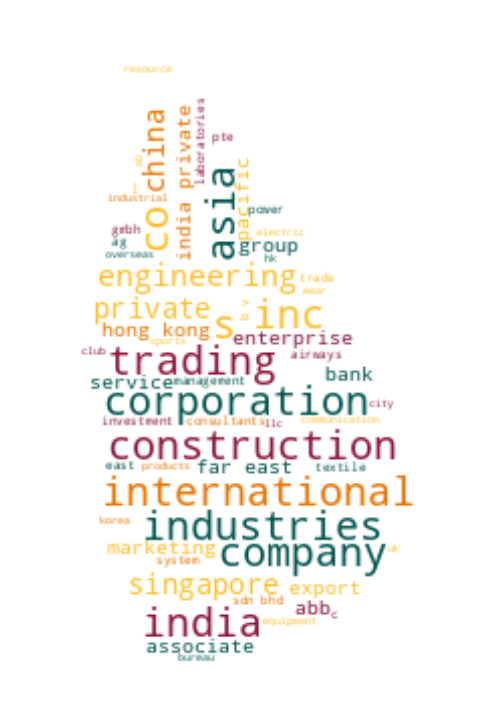 resource
china
india private
laboratories
pte
co
asia
pacific
industrial
power
gmbh
ag
electric
group
overseas
hk
engineering
trade
wear
private
s
b v
inc
hong kong
sports
enterprise
club
trading
airways
service
management
bank
corporation
city
investment
consultants
llc
communication
construction
east
products
far east
textile
international
korea
industries
marketing
company
uk
system
singapore
export
sdn bhd
abb
c
india
equipment
associate
bureau